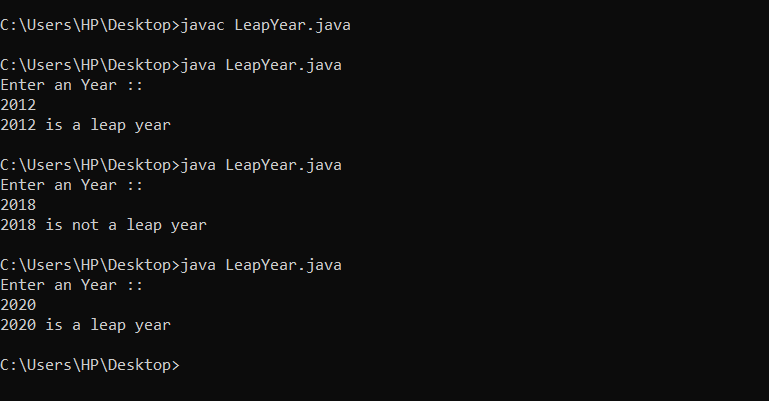 C:\Users\HP\Desktop>javac LeapYear.java
C:\Users\HP\Desktop>java LeapYear.java
Enter an Year ::
2012
2012 is a leap year
C:\Users\HP\Desktop>java LeapYear.java
Enter an Year ::
2018
2018 is not a leap year
C:\Users\HP\Desktop>java LeapYear.java
Enter an Year ::
2020
2020 is a leap year
C:\Users\HP\Desktop>